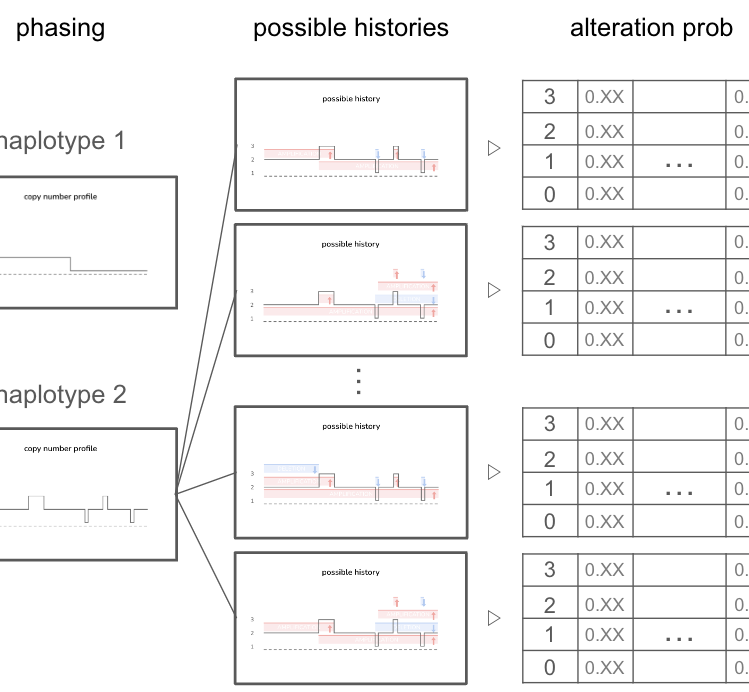 phasing possible histories alteration prob
haplotype 1
copy number profile
haplotype 2
copy number profile
possible history
3
2
1
possible history
3
2
1
possible history
3
2
1
possible history
3
2
1
3 0.XX 0.
2 0.XX 0.
1 0.XX ... 0.
0 0.XX 0.
3 0.XX 0.
2 0.XX 0.
1 0.XX ... 0.
0 0.XX 0.
3 0.XX 0.
2 0.XX 0.
1 0.XX ... 0.
0 0.XX 0.
3 0.XX 0.
2 0.XX 0.
1 0.XX ... 0.
0 0.XX 0.